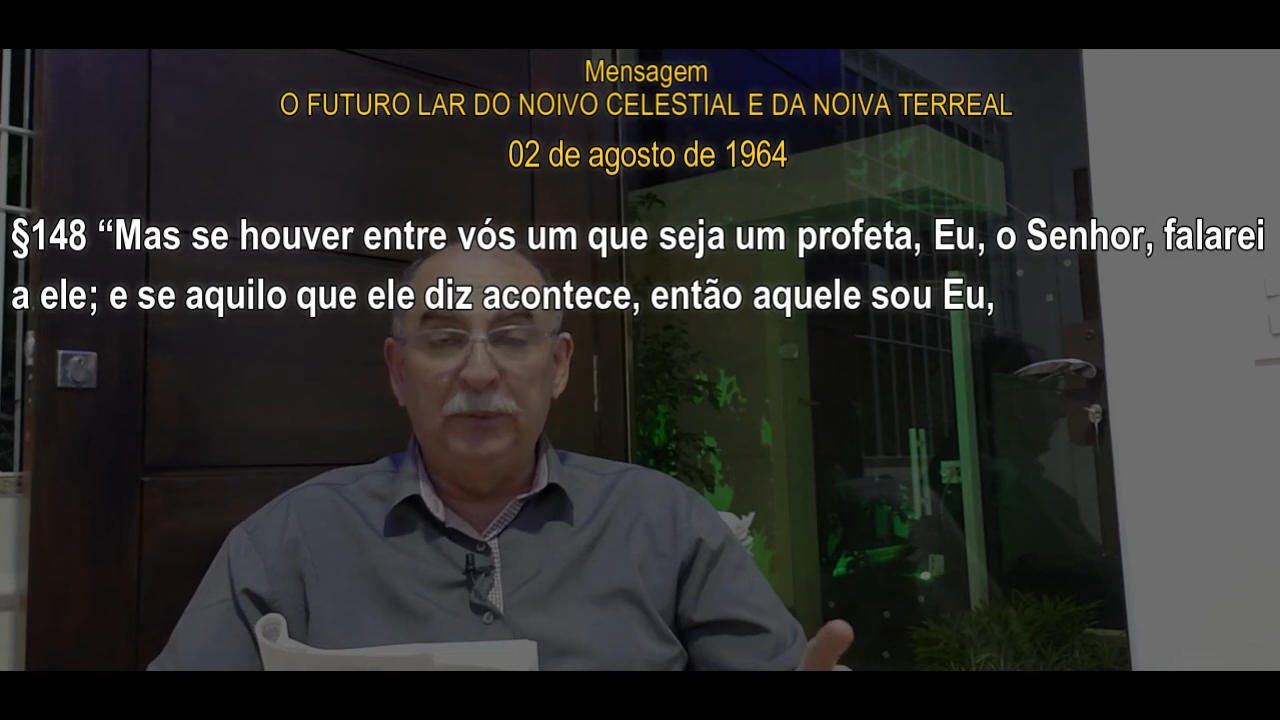 Mensagem
O FUTURO LAR DO NOIVO CELESTIAL E DA NOIVA TERREAL
02 de agosto de 1964
§148 “Mas se houver entre vós um que seja um profeta, Eu, o Senhor, falarei
a ele; e se aquilo que ele diz acontece, então aquele sou Eu,